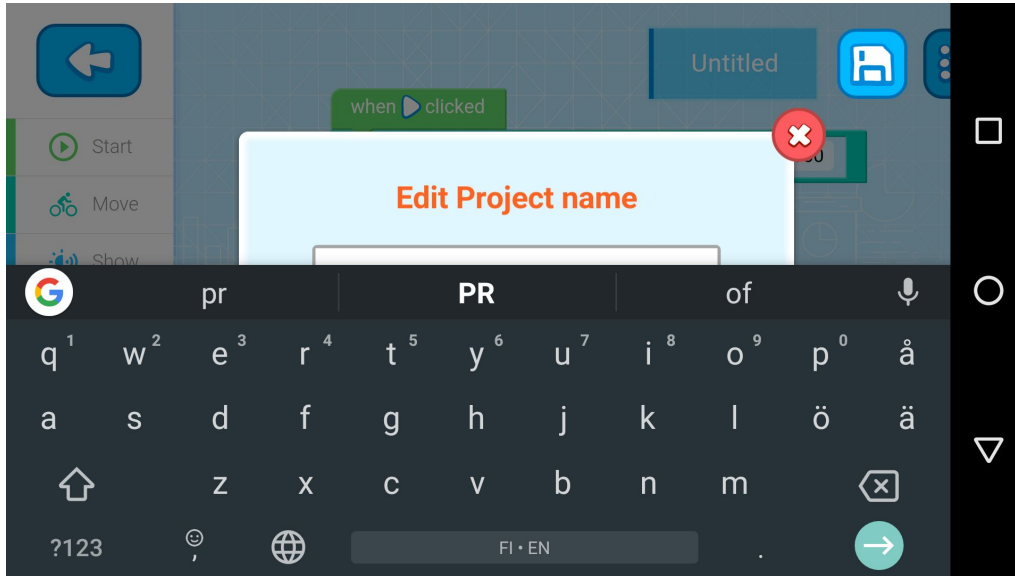 Untitled
when clicked
Start
Edit Project name
Move
Show
pr PR of
q 1 w 2 e 3 r 4 t 5 y 6 u 7 i 8 o 9 p 0 å
a s d f g h j k l ö ä
z x c v b n m
?123 , FI • EN .